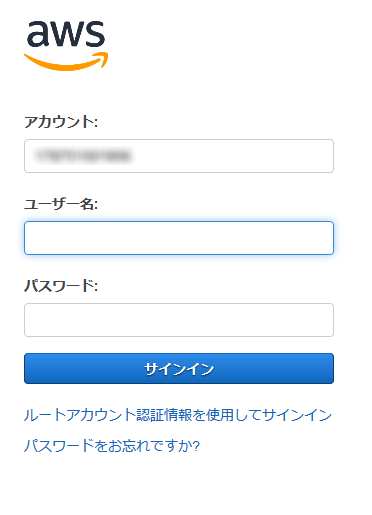 aws
アカウント:
ユーザー名:
パスワード:
サインイン
ルートアカウント認証情報を使用してサインイン
パスワードをお忘れですか?